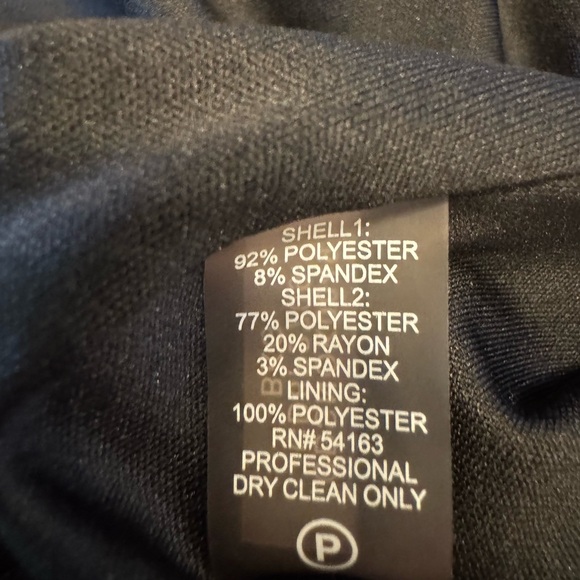 SHELL1:
92% POLYESTER
8% SPANDEX
SHELL2:
77% POLYESTER
20% RAYON
3% SPANDEX
LINING:
100% POLYESTER
RN# 54163
PROFESSIONAL
DRY CLEAN ONLY
P